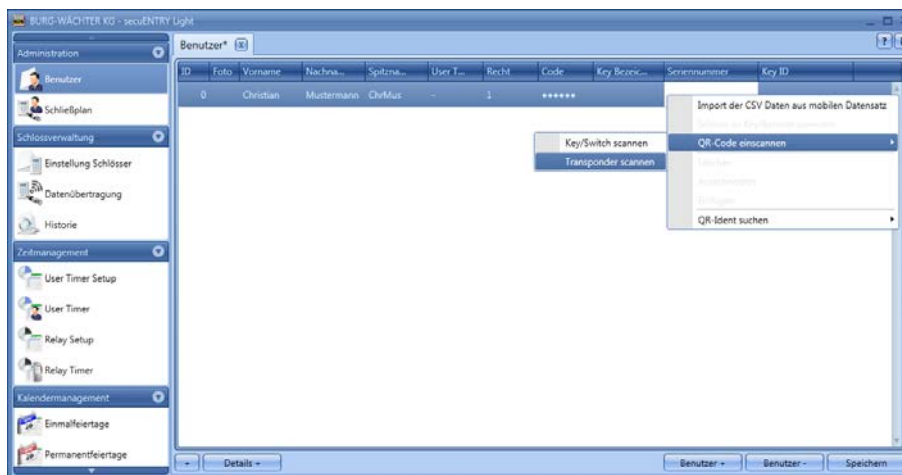 BURG-WÄCHTER KG - secuENTRY Light
Administration
Benutzer
Schließplan
Schlossverwaltung
Einstellung Schlösser
Datenübertragung
Historie
Zeitmanagement
User Timer Setup
User Timer
Relay Setup
Relay Timer
Kalendermanagement
Einmalfeiertage
Permanentfeiertage
Benutzer*
ID Foto Vorname Nachna... Spitzna... User T... Recht Code Key Bezeic... Seriennummer Key ID
0 Christian Mustermann ChrMus - 1 ●●●●●●
Import der CSV Daten aus mobilen Datensatz
QR-Code einscannen
Key/Switch scannen
Transponder scannen
QR-Ident suchen
Details +
Benutzer +
Benutzer -
Speichern